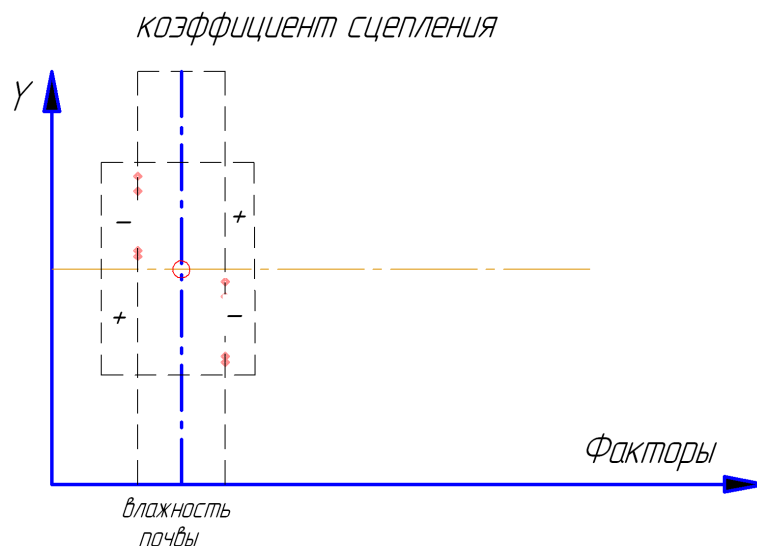 коэффициент сцепления
Y
−
+
+
−
Факторы
влажность
почвы